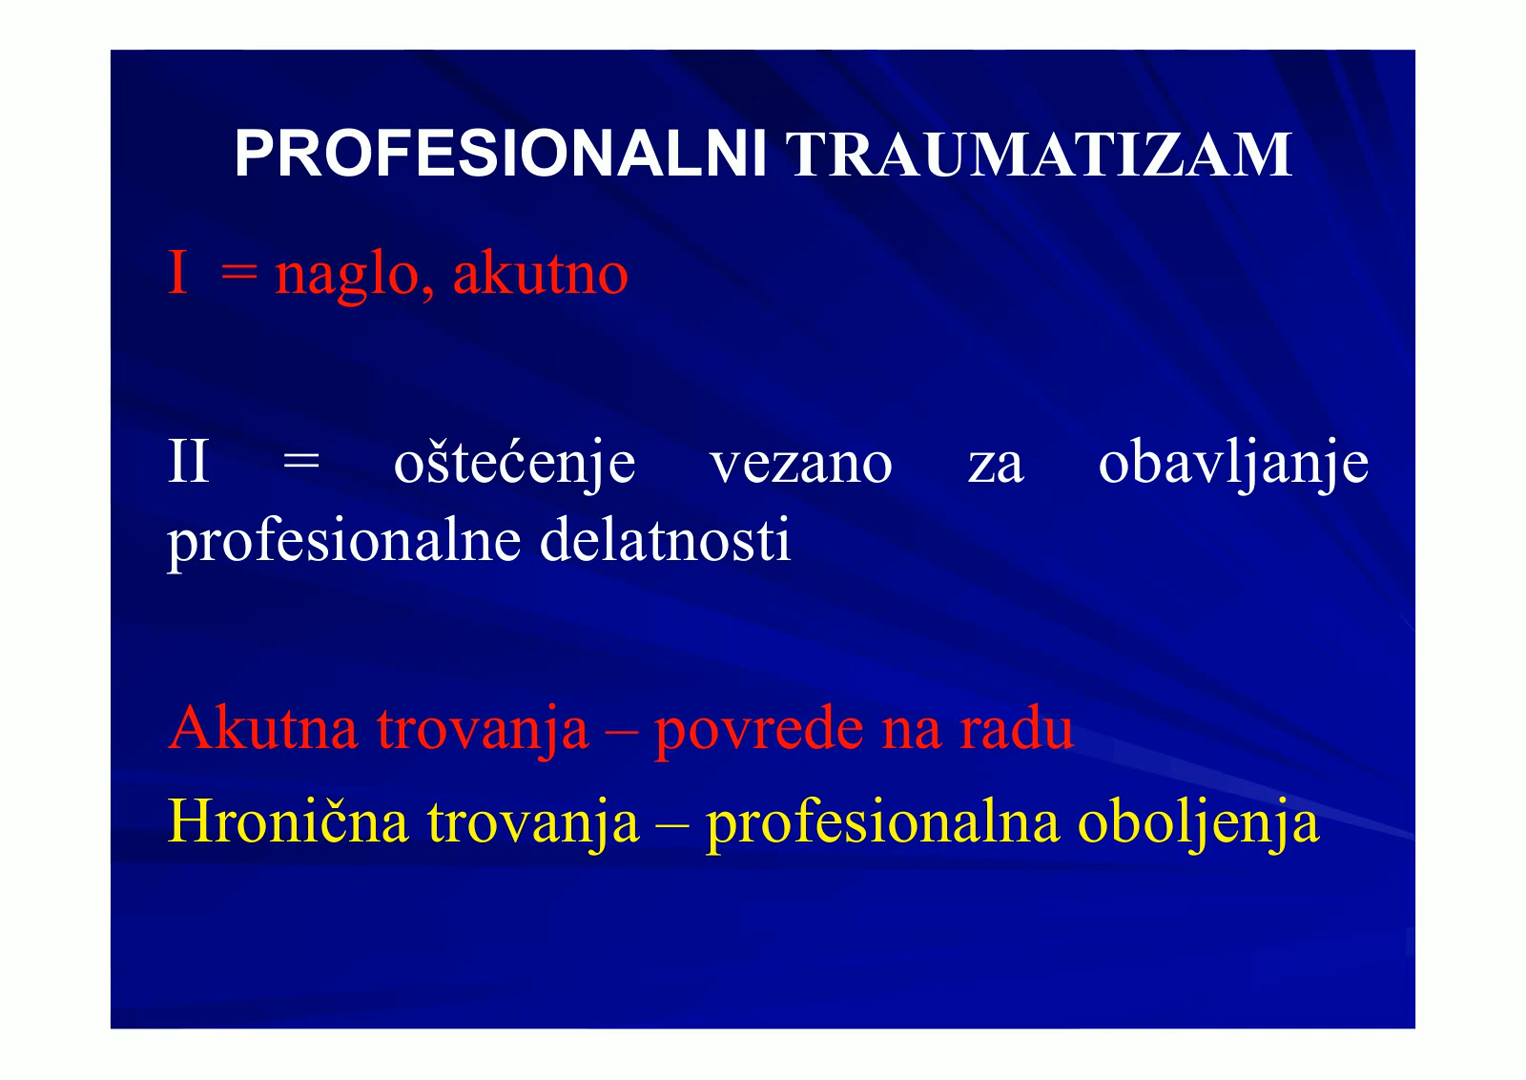 PROFESIONALNI TRAUMATIZAM
I = naglo, akutno
II = oštećenje vezano za obavljanje
profesionalne delatnosti
Akutna trovanja – povrede na radu
Hronična trovanja – profesionalna oboljenja